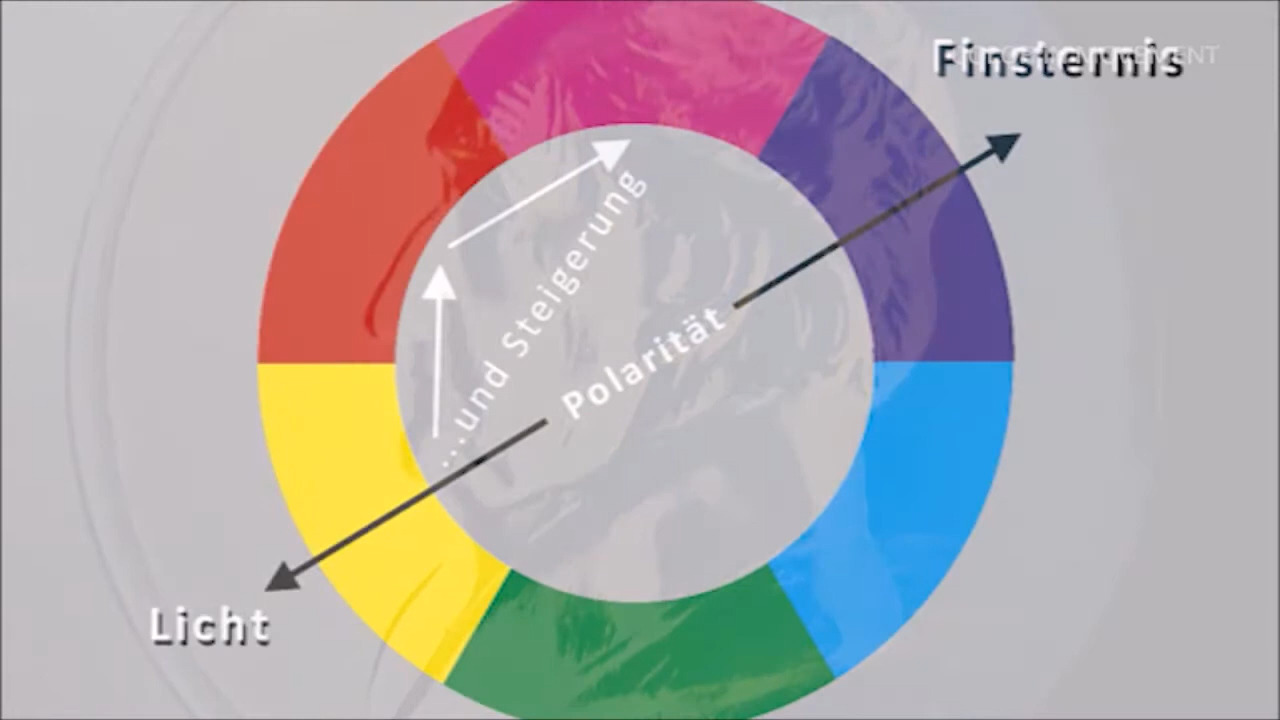 Finsternis
...und Steigerung
Polarität
Licht